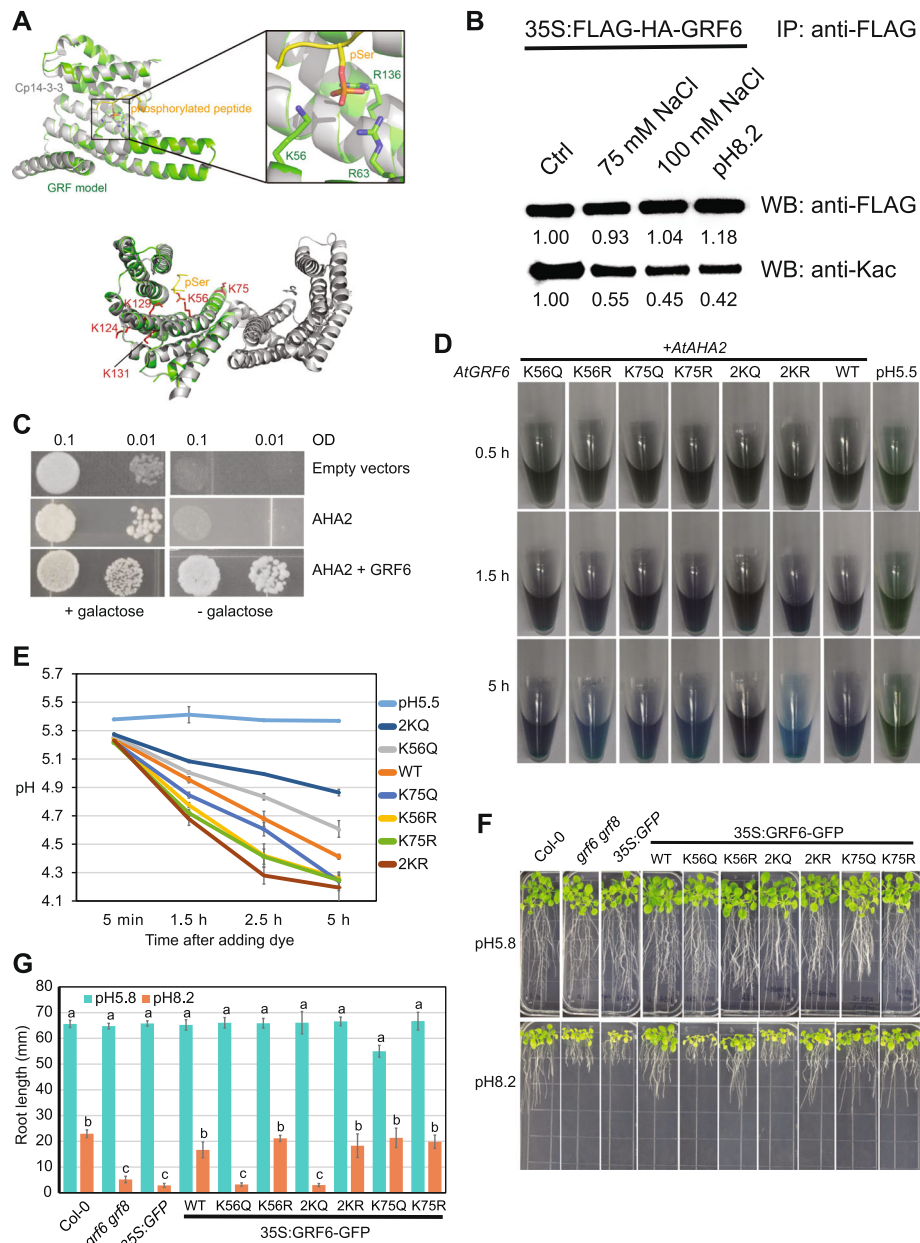 A
Cp14-3-3
phosphorylated peptide
GRF model
pSer
R136
K56
R63
pSer
K75
K129
K56
K124
K131
B
35S:FLAG-HA-GRF6
IP: anti-FLAG
Ctrl
75 mM NaCl
100 mM NaCl
pH8.2
WB: anti-FLAG
1.00 0.93 1.04 1.18
WB: anti-Kac
1.00 0.55 0.45 0.42
C
0.1 0.01 0.1 0.01 OD
Empty vectors
AHA2
AHA2 + GRF6
+ galactose - galactose
D
+AtAHA2
AtGRF6 K56Q K56R K75Q K75R 2KQ 2KR WT pH5.5
0.5 h
1.5 h
5 h
E
5.7
5.5
5.3
5.1
4.9
4.7
4.5
4.3
4.1
pH
5 min 1.5 h 2.5 h 5 h
Time after adding dye
pH5.5
2KQ
K56Q
WT
K75Q
K56R
K75R
2KR
F
Col-0
grf6 grf8
35S:GFP
35S:GRF6-GFP
WT K56Q K56R 2KQ 2KR K75Q K75R
pH5.8
pH8.2
G
pH5.8 pH8.2
80
70
60
50
40
30
20
10
0
Root length (mm)
a a a a a a a a a a
b c c b c b c b b b
Col-0
grf6 grf8
35S:GFP
WT K56Q K56R 2KQ 2KR K75Q K75R
35S:GRF6-GFP